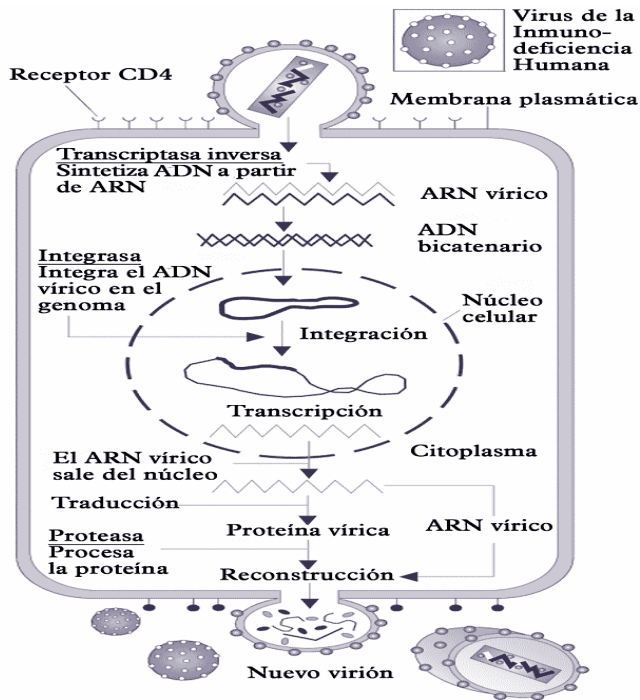 Virus de la
Inmuno-
deficiencia
Humana
Receptor CD4
Membrana plasmática
Transcriptasa inversa
Sintetiza ADN a partir
de ARN
ARN vírico
ADN
bicatenario
Integrasa
Integra el ADN
vírico en el
genoma
Núcleo
celular
Integración
Transcripción
Citoplasma
El ARN vírico
sale del núcleo
Traducción
Proteína vírica
ARN vírico
Proteasa
Procesa
la proteína
Reconstrucción
Nuevo virión